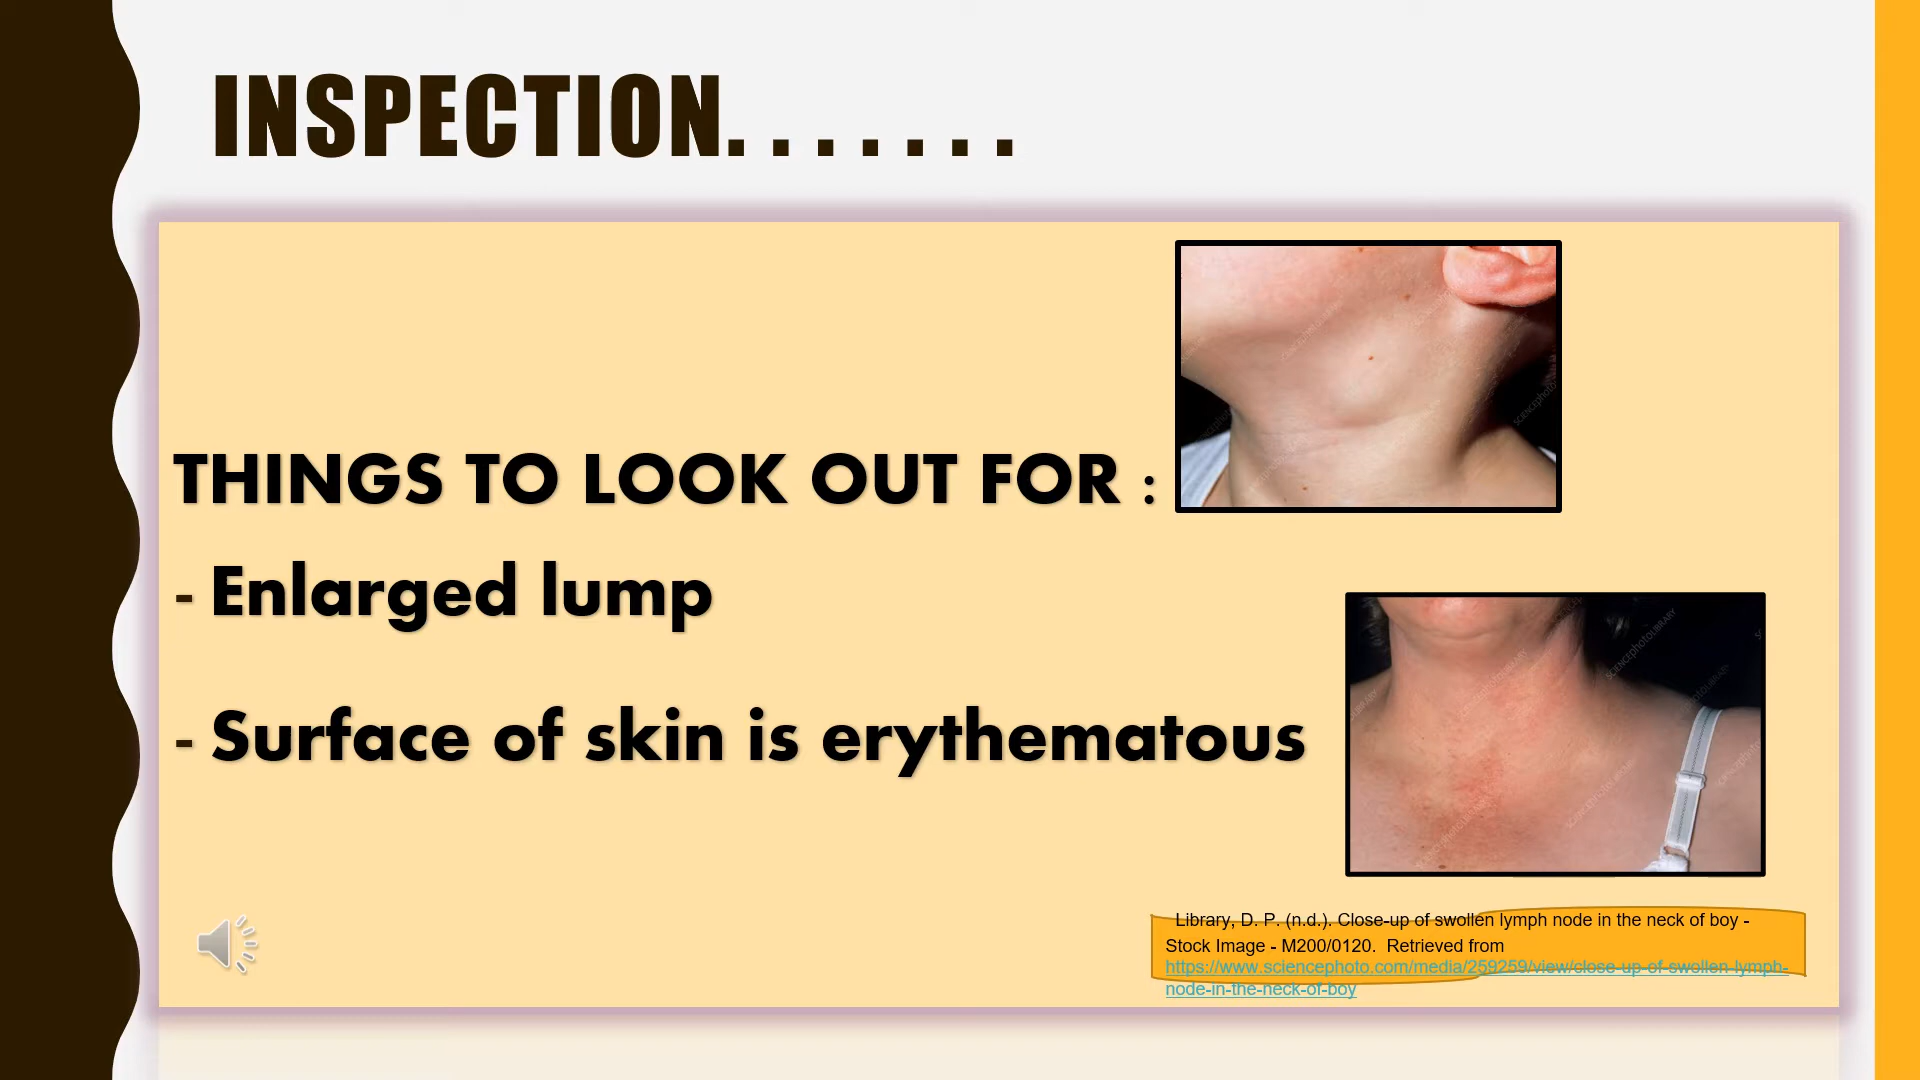 INSPECTION.......
THINGS TO LOOK OUT FOR :
- Enlarged lump
- Surface of skin is erythematous
Library, D. P. (n.d.). Close-up of swollen lymph node in the neck of boy -
Stock Image - M200/0120.  Retrieved from
https://www.sciencephoto.com/media/259259/view/close-up-of-swollen-lymph-
node-in-the-neck-of-boy
SCIENCEphotoLIBRARY